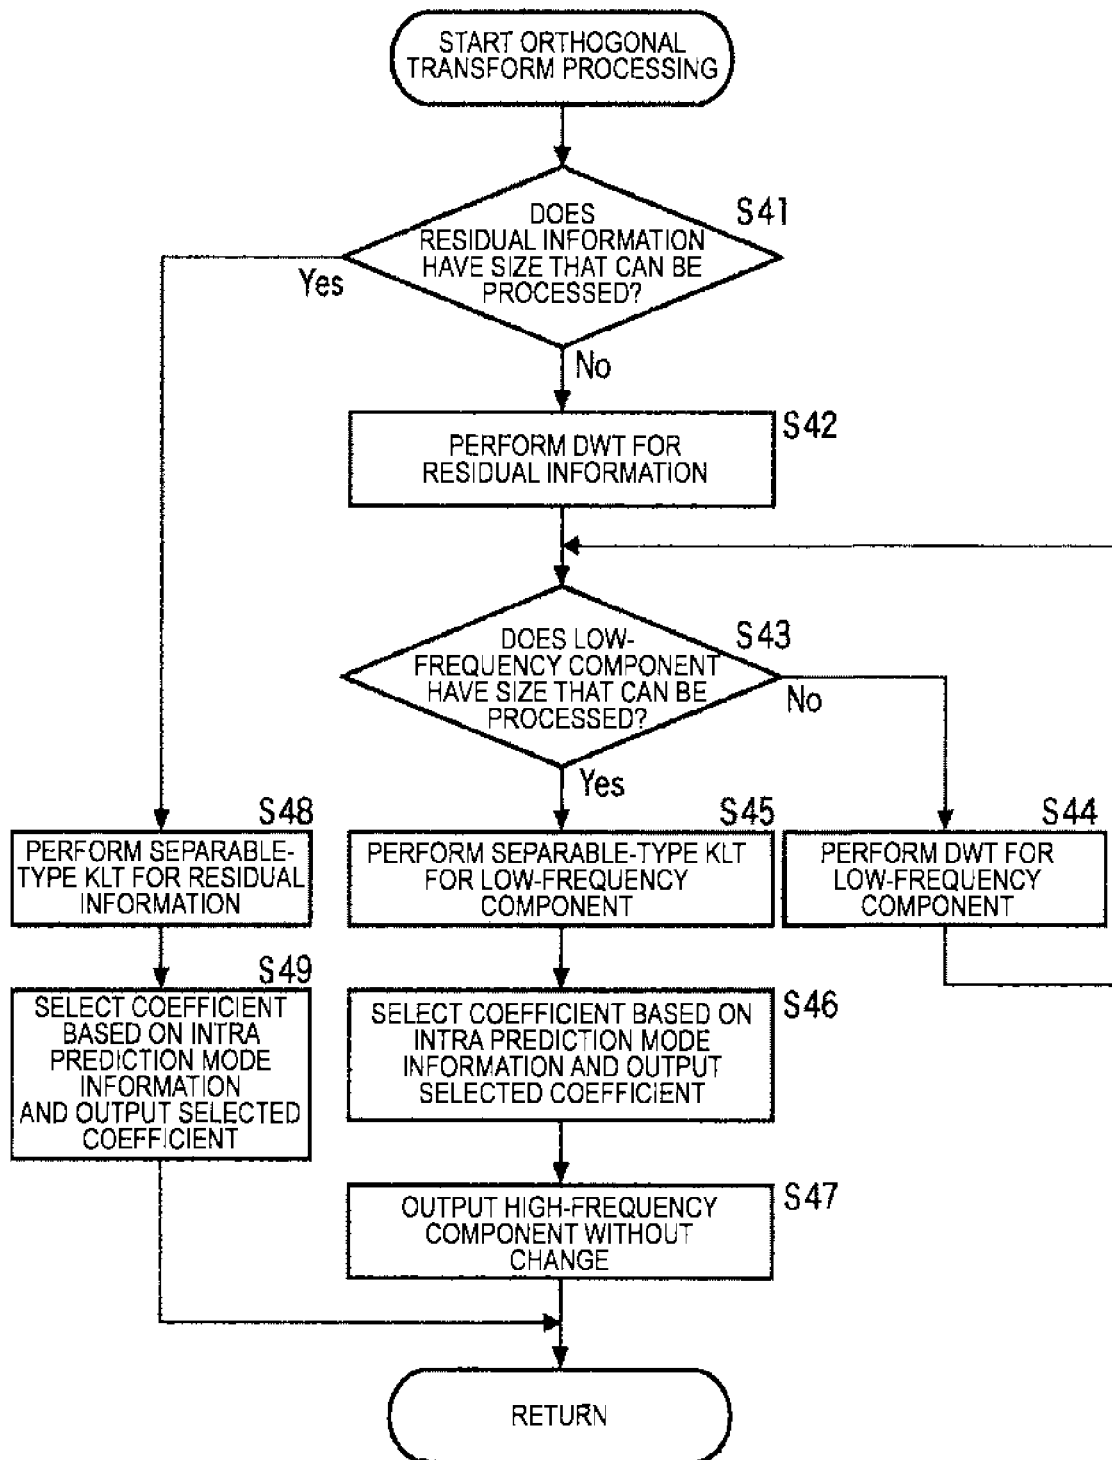 START ORTHOGONAL
TRANSFORM PROCESSING
S41
DOES
RESIDUAL INFORMATION
HAVE SIZE THAT CAN BE
PROCESSED?
Yes
No
S42
PERFORM DWT FOR
RESIDUAL INFORMATION
S43
DOES LOW-
FREQUENCY COMPONENT
HAVE SIZE THAT CAN BE
PROCESSED?
No
Yes
S48
PERFORM SEPARABLE-
TYPE KLT FOR RESIDUAL
INFORMATION
S45
PERFORM SEPARABLE-TYPE KLT
FOR LOW-FREQUENCY
COMPONENT
S44
PERFORM DWT FOR
LOW-FREQUENCY
COMPONENT
S49
SELECT COEFFICIENT
BASED ON INTRA
PREDICTION MODE
INFORMATION
AND OUTPUT SELECTED
COEFFICIENT
S46
SELECT COEFFICIENT BASED ON
INTRA PREDICTION MODE
INFORMATION AND OUTPUT
SELECTED COEFFICIENT
S47
OUTPUT HIGH-FREQUENCY
COMPONENT WITHOUT
CHANGE
RETURN